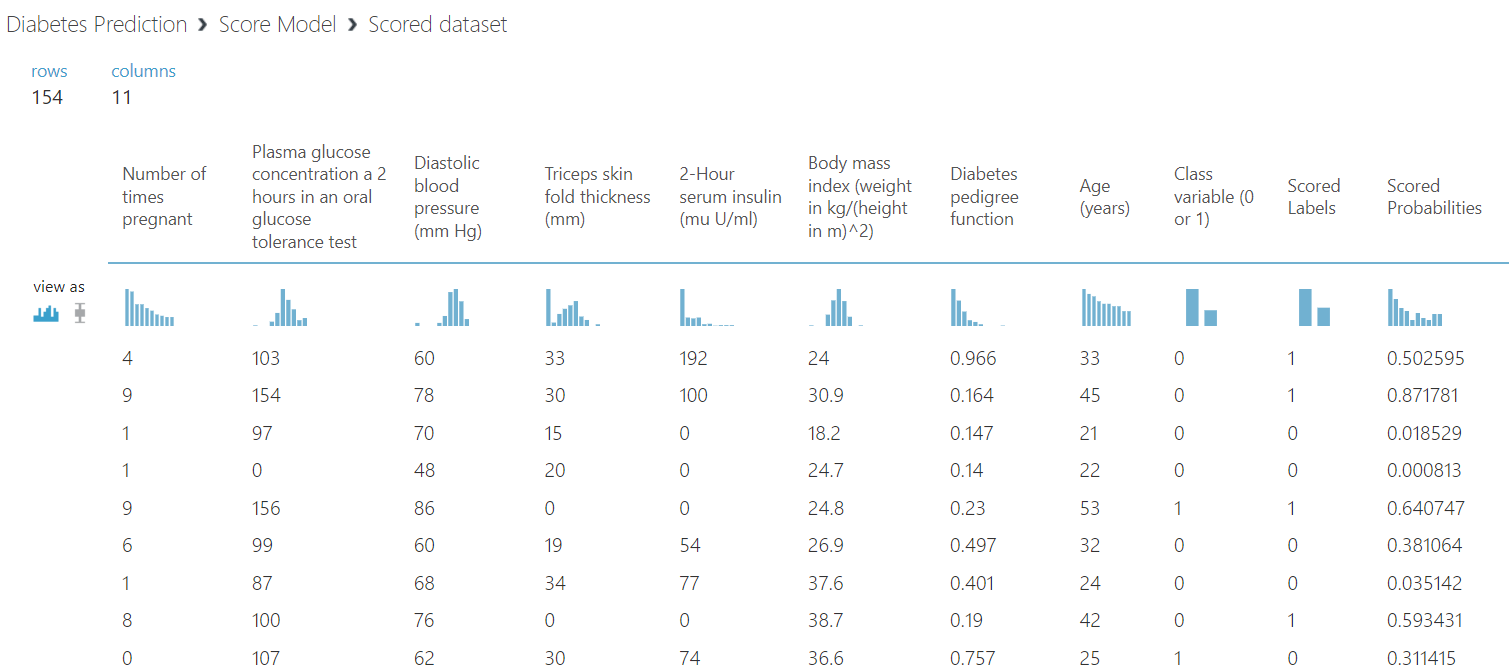 Diabetes Prediction › Score Model › Scored dataset
rows columns
154 11
Number of times pregnant
Plasma glucose concentration a 2 hours in an oral glucose tolerance test
Diastolic blood pressure (mm Hg)
Triceps skin fold thickness (mm)
2-Hour serum insulin (mu U/ml)
Body mass index (weight in kg/(height in m)^2)
Diabetes pedigree function
Age (years)
Class variable (0 or 1)
Scored Labels
Scored Probabilities
view as
4 103 60 33 192 24 0.966 33 0 1 0.502595
9 154 78 30 100 30.9 0.164 45 0 1 0.871781
1 97 70 15 0 18.2 0.147 21 0 0 0.018529
1 0 48 20 0 24.7 0.14 22 0 0 0.000813
9 156 86 0 0 24.8 0.23 53 1 1 0.640747
6 99 60 19 54 26.9 0.497 32 0 0 0.381064
1 87 68 34 77 37.6 0.401 24 0 0 0.035142
8 100 76 0 0 38.7 0.19 42 0 1 0.593431
0 107 62 30 74 36.6 0.757 25 1 0 0.311415